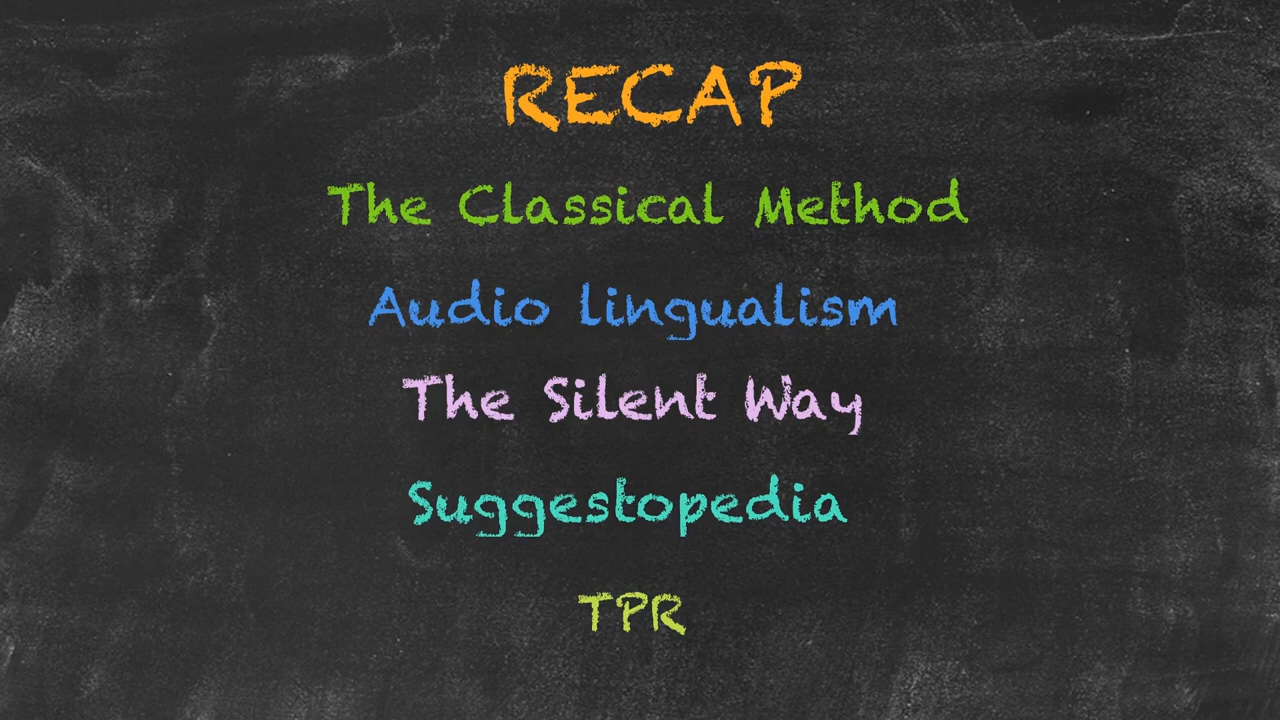 RECAP
The Classical Method
Audio lingualism
The Silent Way
Suggestopedia
TPR